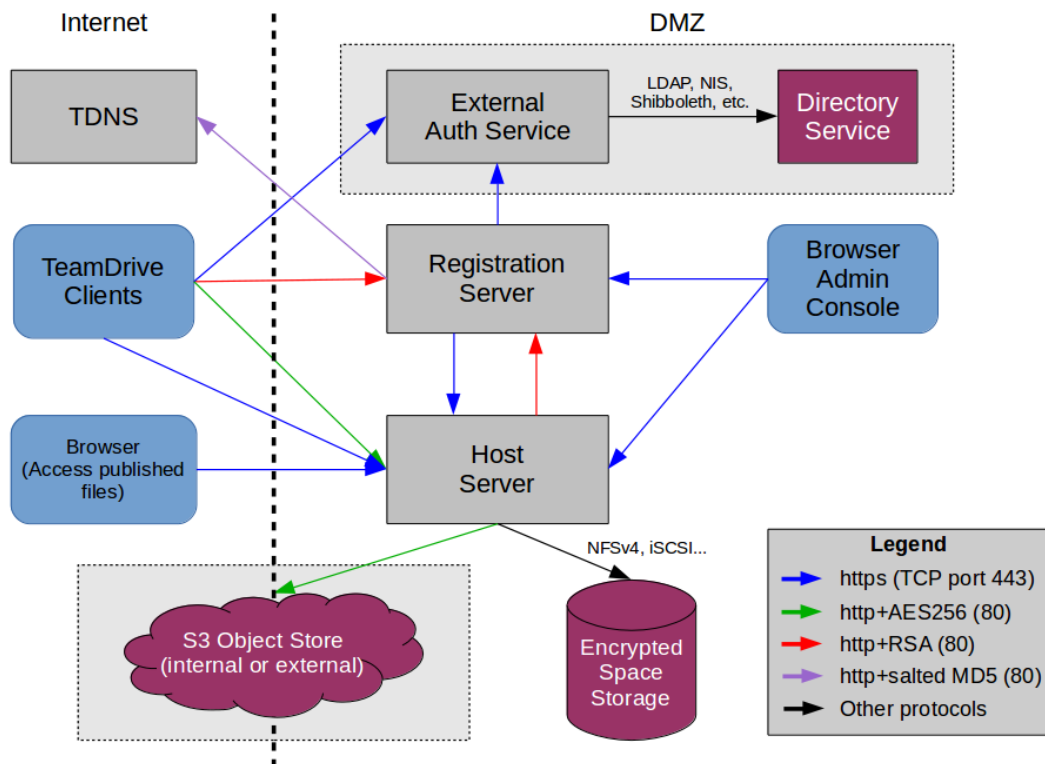 Internet
DMZ
TDNS
External
Auth Service
LDAP, NIS,
Shibboleth, etc.
Directory
Service
TeamDrive
Clients
Registration
Server
Browser
Admin
Console
Browser
(Access published
files)
Host
Server
NFSv4, iSCSI...
S3 Object Store
(internal or external)
Encrypted
Space
Storage
Legend
https (TCP port 443)
http+AES256 (80)
http+RSA (80)
http+salted MD5 (80)
Other protocols